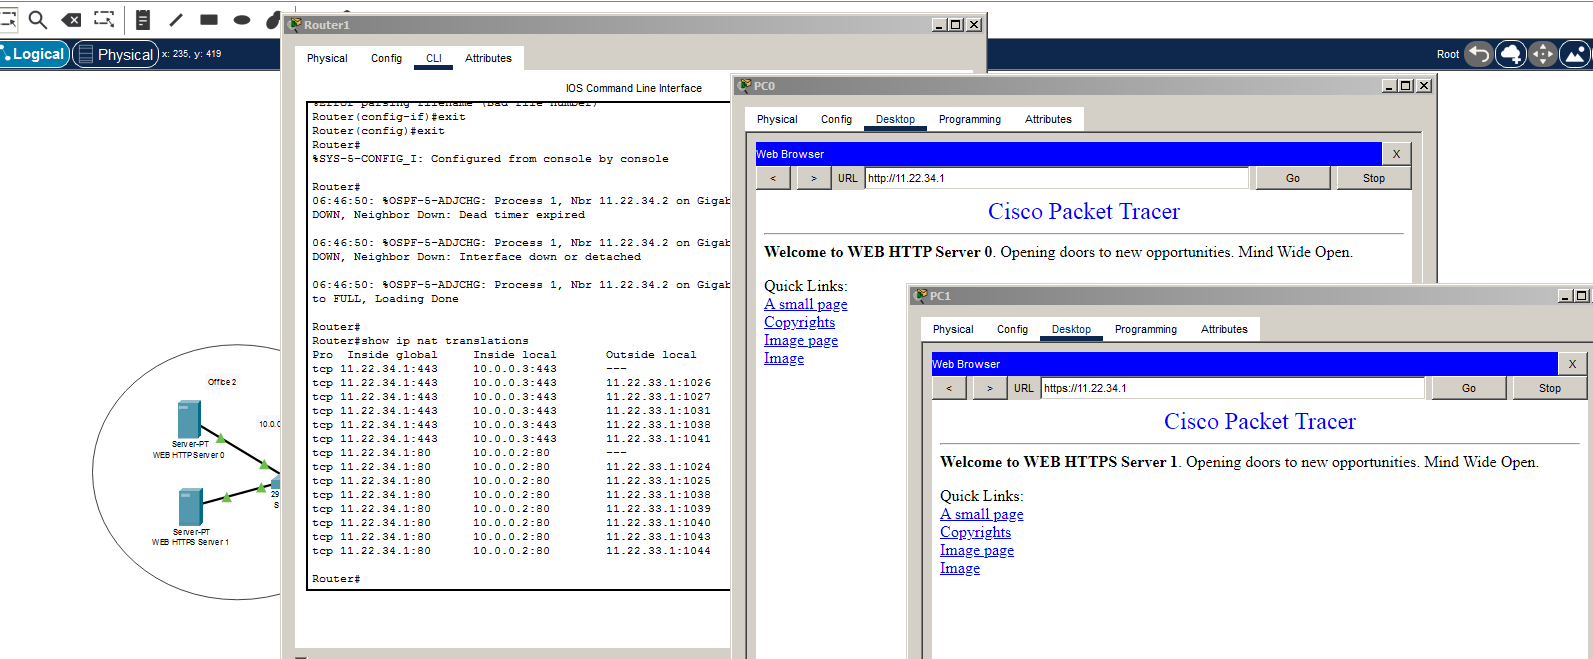 Logical
Physical
x: 235, y: 419
Root
Router1
Physical Config CLI Attributes
IOS Command Line Interface
%Error parsing filename (Bad file number)
Router(config-if)#exit
Router(config)#exit
Router#
%SYS-5-CONFIG_I: Configured from console by console
Router#
06:46:50: %OSPF-5-ADJCHG: Process 1, Nbr 11.22.34.2 on Gigab
DOWN, Neighbor Down: Dead timer expired
06:46:50: %OSPF-5-ADJCHG: Process 1, Nbr 11.22.34.2 on Gigab
DOWN, Neighbor Down: Interface down or detached
06:46:50: %OSPF-5-ADJCHG: Process 1, Nbr 11.22.34.2 on Gigab
to FULL, Loading Done
Router#
Router#show ip nat translations
Pro Inside global Inside local Outside local
tcp 11.22.34.1:443 10.0.0.3:443 ---
tcp 11.22.34.1:443 10.0.0.3:443 11.22.33.1:1026
tcp 11.22.34.1:443 10.0.0.3:443 11.22.33.1:1027
tcp 11.22.34.1:443 10.0.0.3:443 11.22.33.1:1031
tcp 11.22.34.1:443 10.0.0.3:443 11.22.33.1:1038
tcp 11.22.34.1:443 10.0.0.3:443 11.22.33.1:1041
tcp 11.22.34.1:80 10.0.0.2:80 ---
tcp 11.22.34.1:80 10.0.0.2:80 11.22.33.1:1024
tcp 11.22.34.1:80 10.0.0.2:80 11.22.33.1:1025
tcp 11.22.34.1:80 10.0.0.2:80 11.22.33.1:1038
tcp 11.22.34.1:80 10.0.0.2:80 11.22.33.1:1039
tcp 11.22.34.1:80 10.0.0.2:80 11.22.33.1:1040
tcp 11.22.34.1:80 10.0.0.2:80 11.22.33.1:1043
tcp 11.22.34.1:80 10.0.0.2:80 11.22.33.1:1044
Router#
Office 2
10.0.0
Server-PT
WEB HTTP Server 0
29
S
Server-PT
WEB HTTPS Server 1
PC0
Physical Config Desktop Programming Attributes
Web Browser X
< > URL http://11.22.34.1 Go Stop
Cisco Packet Tracer
Welcome to WEB HTTP Server 0. Opening doors to new opportunities. Mind Wide Open.
Quick Links:
A small page
Copyrights
Image page
Image
PC1
Physical Config Desktop Programming Attributes
Web Browser X
< > URL https://11.22.34.1 Go Stop
Cisco Packet Tracer
Welcome to WEB HTTPS Server 1. Opening doors to new opportunities. Mind Wide Open.
Quick Links:
A small page
Copyrights
Image page
Image